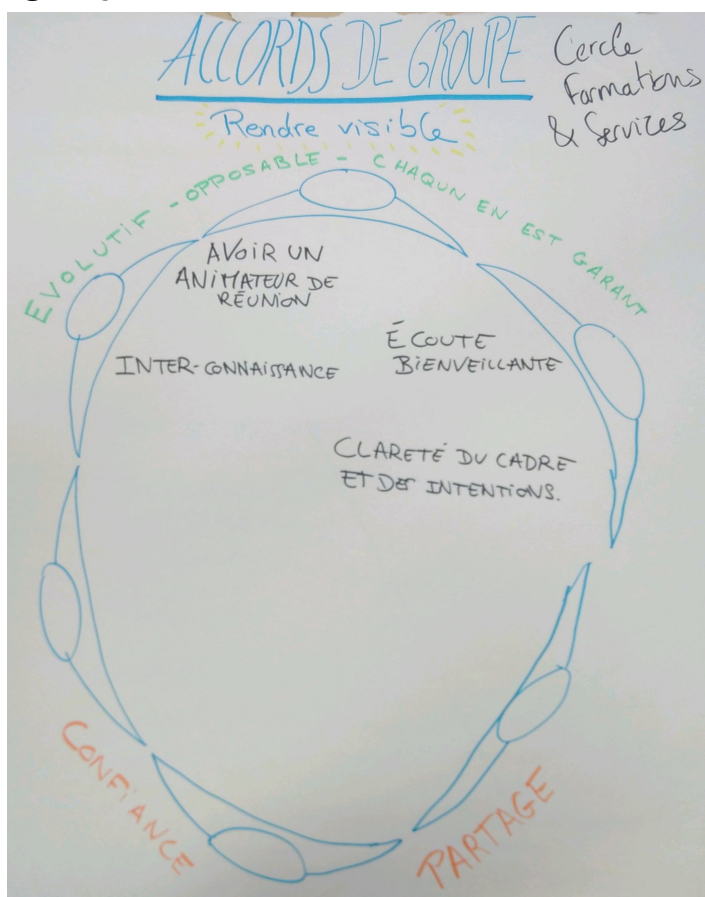 ACCORDS DE GROUPE
Cercle
Formations
& Services
Rendre visible
EVOLUTIF - OPPOSABLE - CHAQUN EN EST GARANT
AVOIR UN
ANIMATEUR DE
RÉUNION
ÉCOUTE
BIENVEILLANTE
INTER-CONNAISSANCE
CLARETÉ DU CADRE
ET DES INTENTIONS.
CONFIANCE
PARTAGE